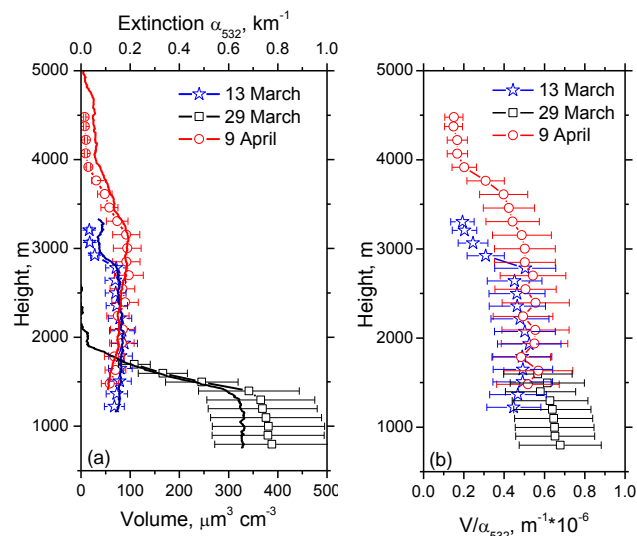 Extinction α532, km-1
0.0 0.2 0.4 0.6 0.8 1.0
5000
4000
3000
2000
1000
Height, m
13 March
29 March
9 April
(a)
0 100 200 300 400 500
Volume, μm³ cm-³
5000
4000
3000
2000
1000
Height, m
13 March
29 March
9 April
(b)
0.0 0.2 0.4 0.6 0.8 1.0
V/α532, m-1*10-6